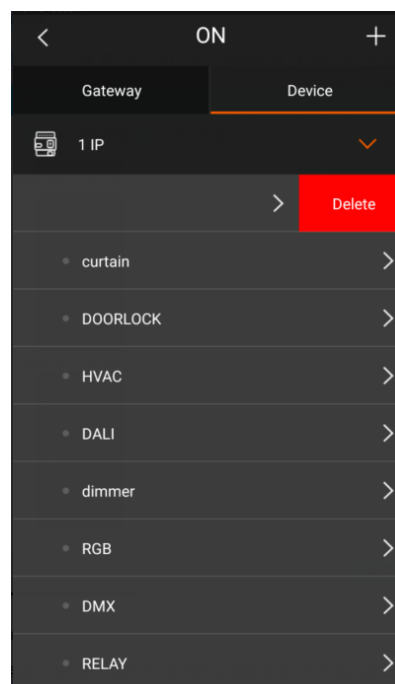 ON
Gateway Device
1 IP
Delete
curtain
DOORLOCK
HVAC
DALI
dimmer
RGB
DMX
RELAY